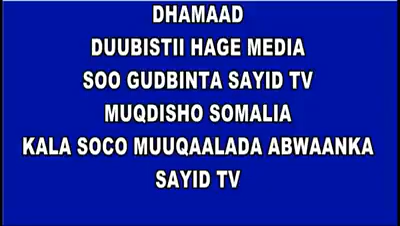 DHAMAAD
DUUBISTII HAGE MEDIA
SOO GUDBINTA SAYID TV
MUQDISHO SOMALIA
KALA SOCO MUUQAALADA ABWAANKA
SAYID TV